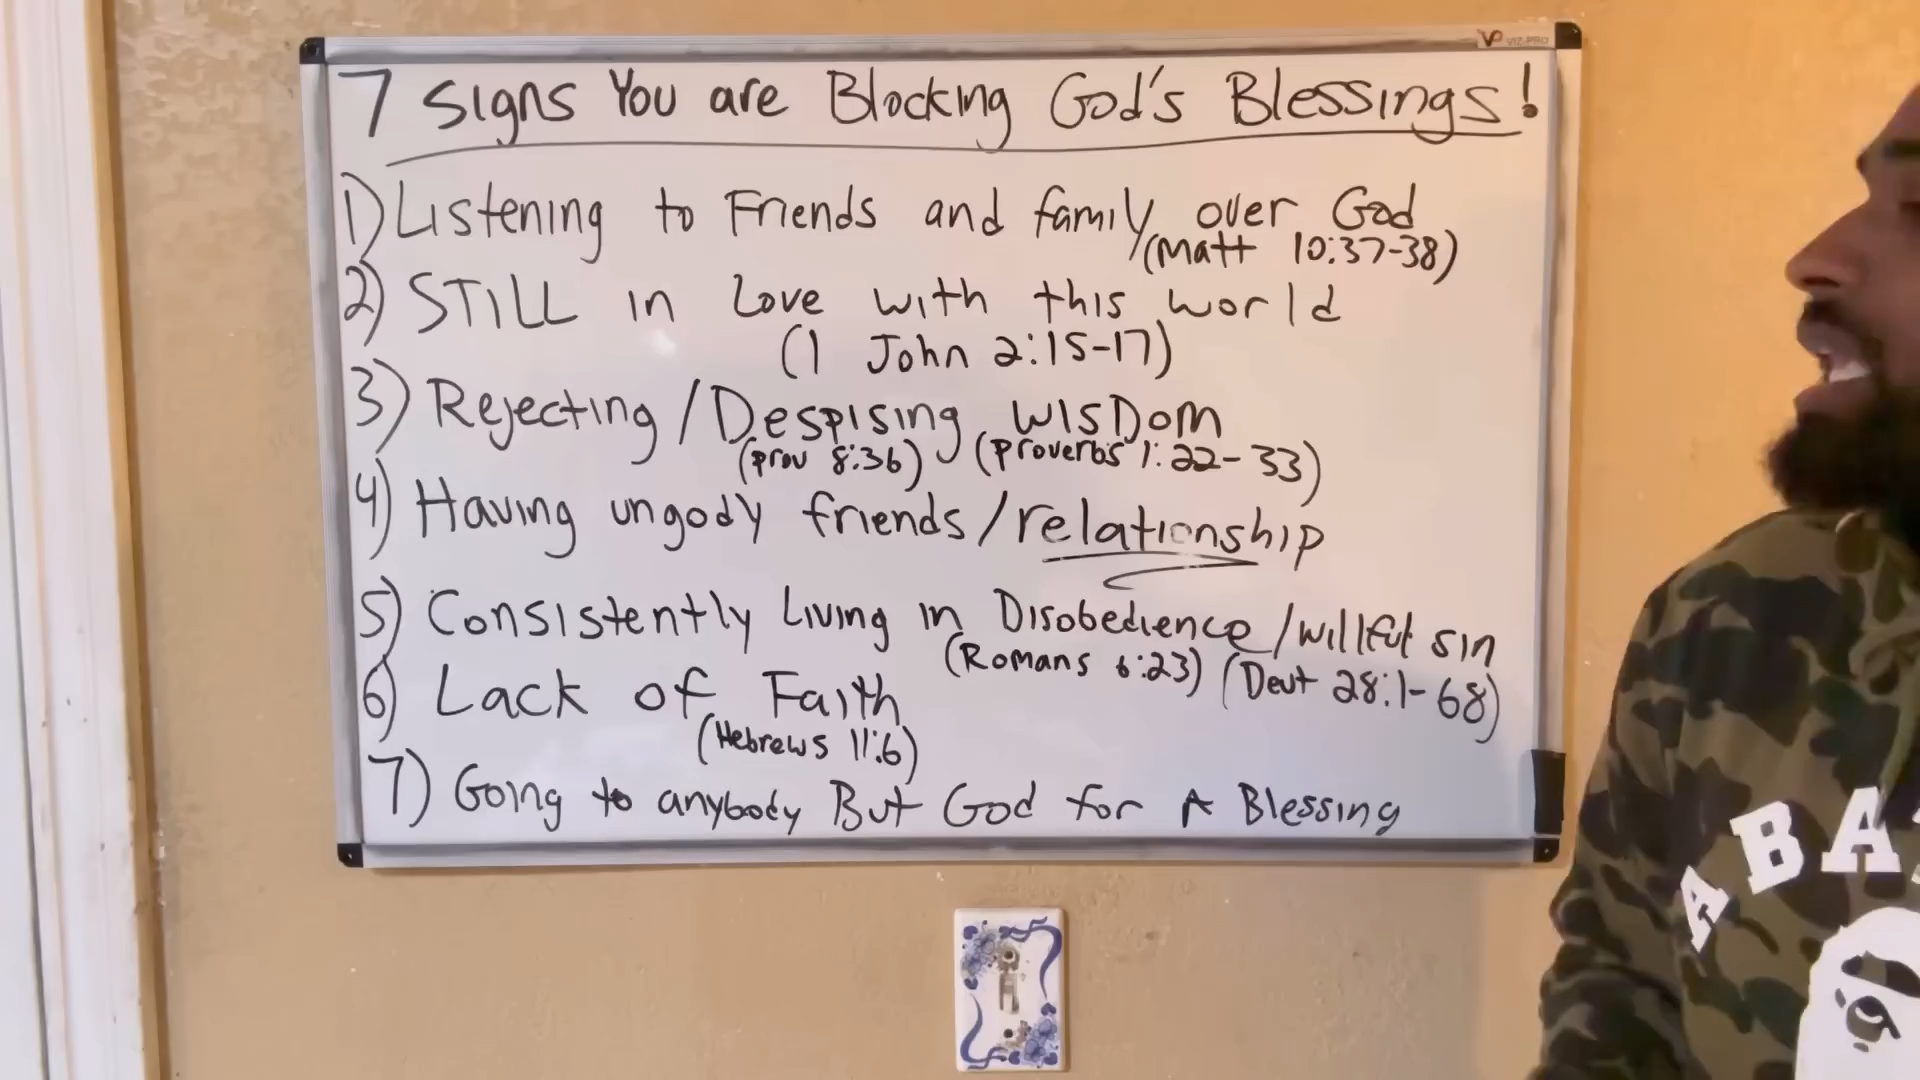 VP VIZ-PRO
7 Signs You are Blocking God's Blessings!
1) Listening to Friends and family over God
(Matt 10:37-38)
2) STILL in Love with this world
(1 John 2:15-17)
3) Rejecting/Despising WISDOM
(prov 8:36) (Proverbs 1:22-33)
4) Having ungody friends/relationship
5) Consistently Living in Disobedience/willful sin
(Romans 6:23) (Deut 28:1-68)
6) Lack of Faith
(Hebrews 11:6)
7) Going to anybody But God for A Blessing
A BA